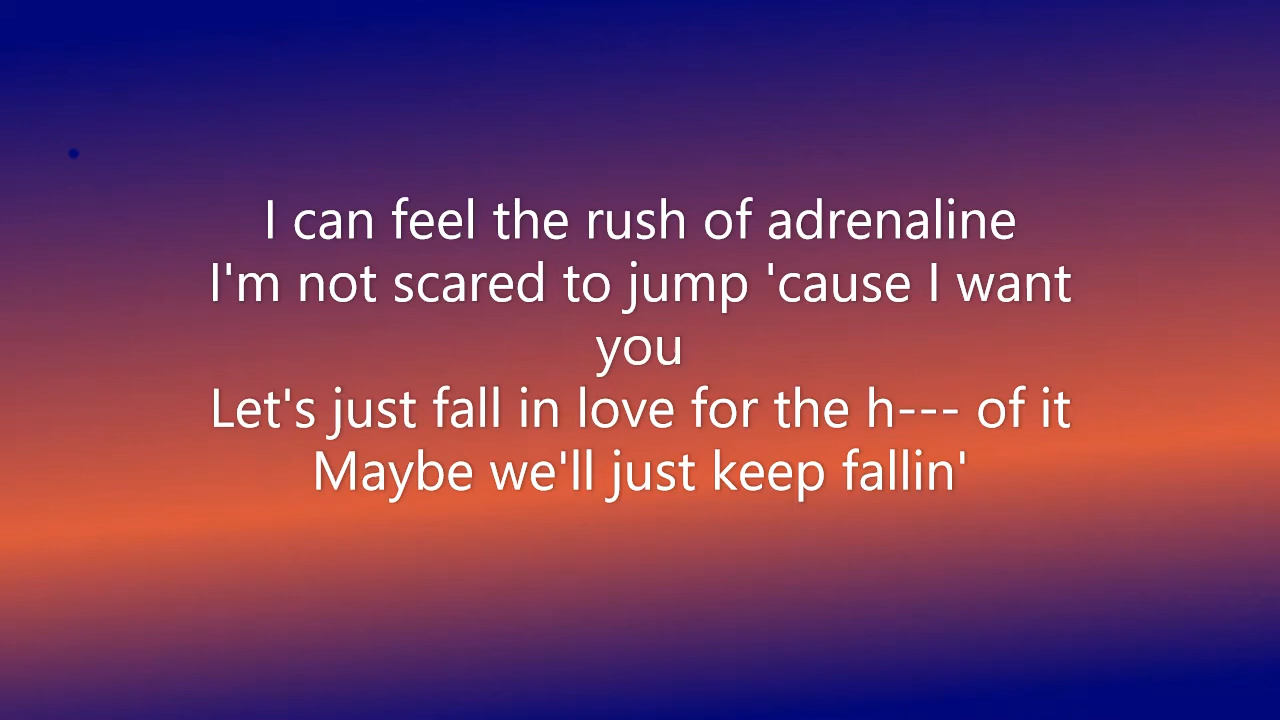 I can feel the rush of adrenaline
I'm not scared to jump 'cause I want
you
Let's just fall in love for the h--- of it
Maybe we'll just keep fallin'